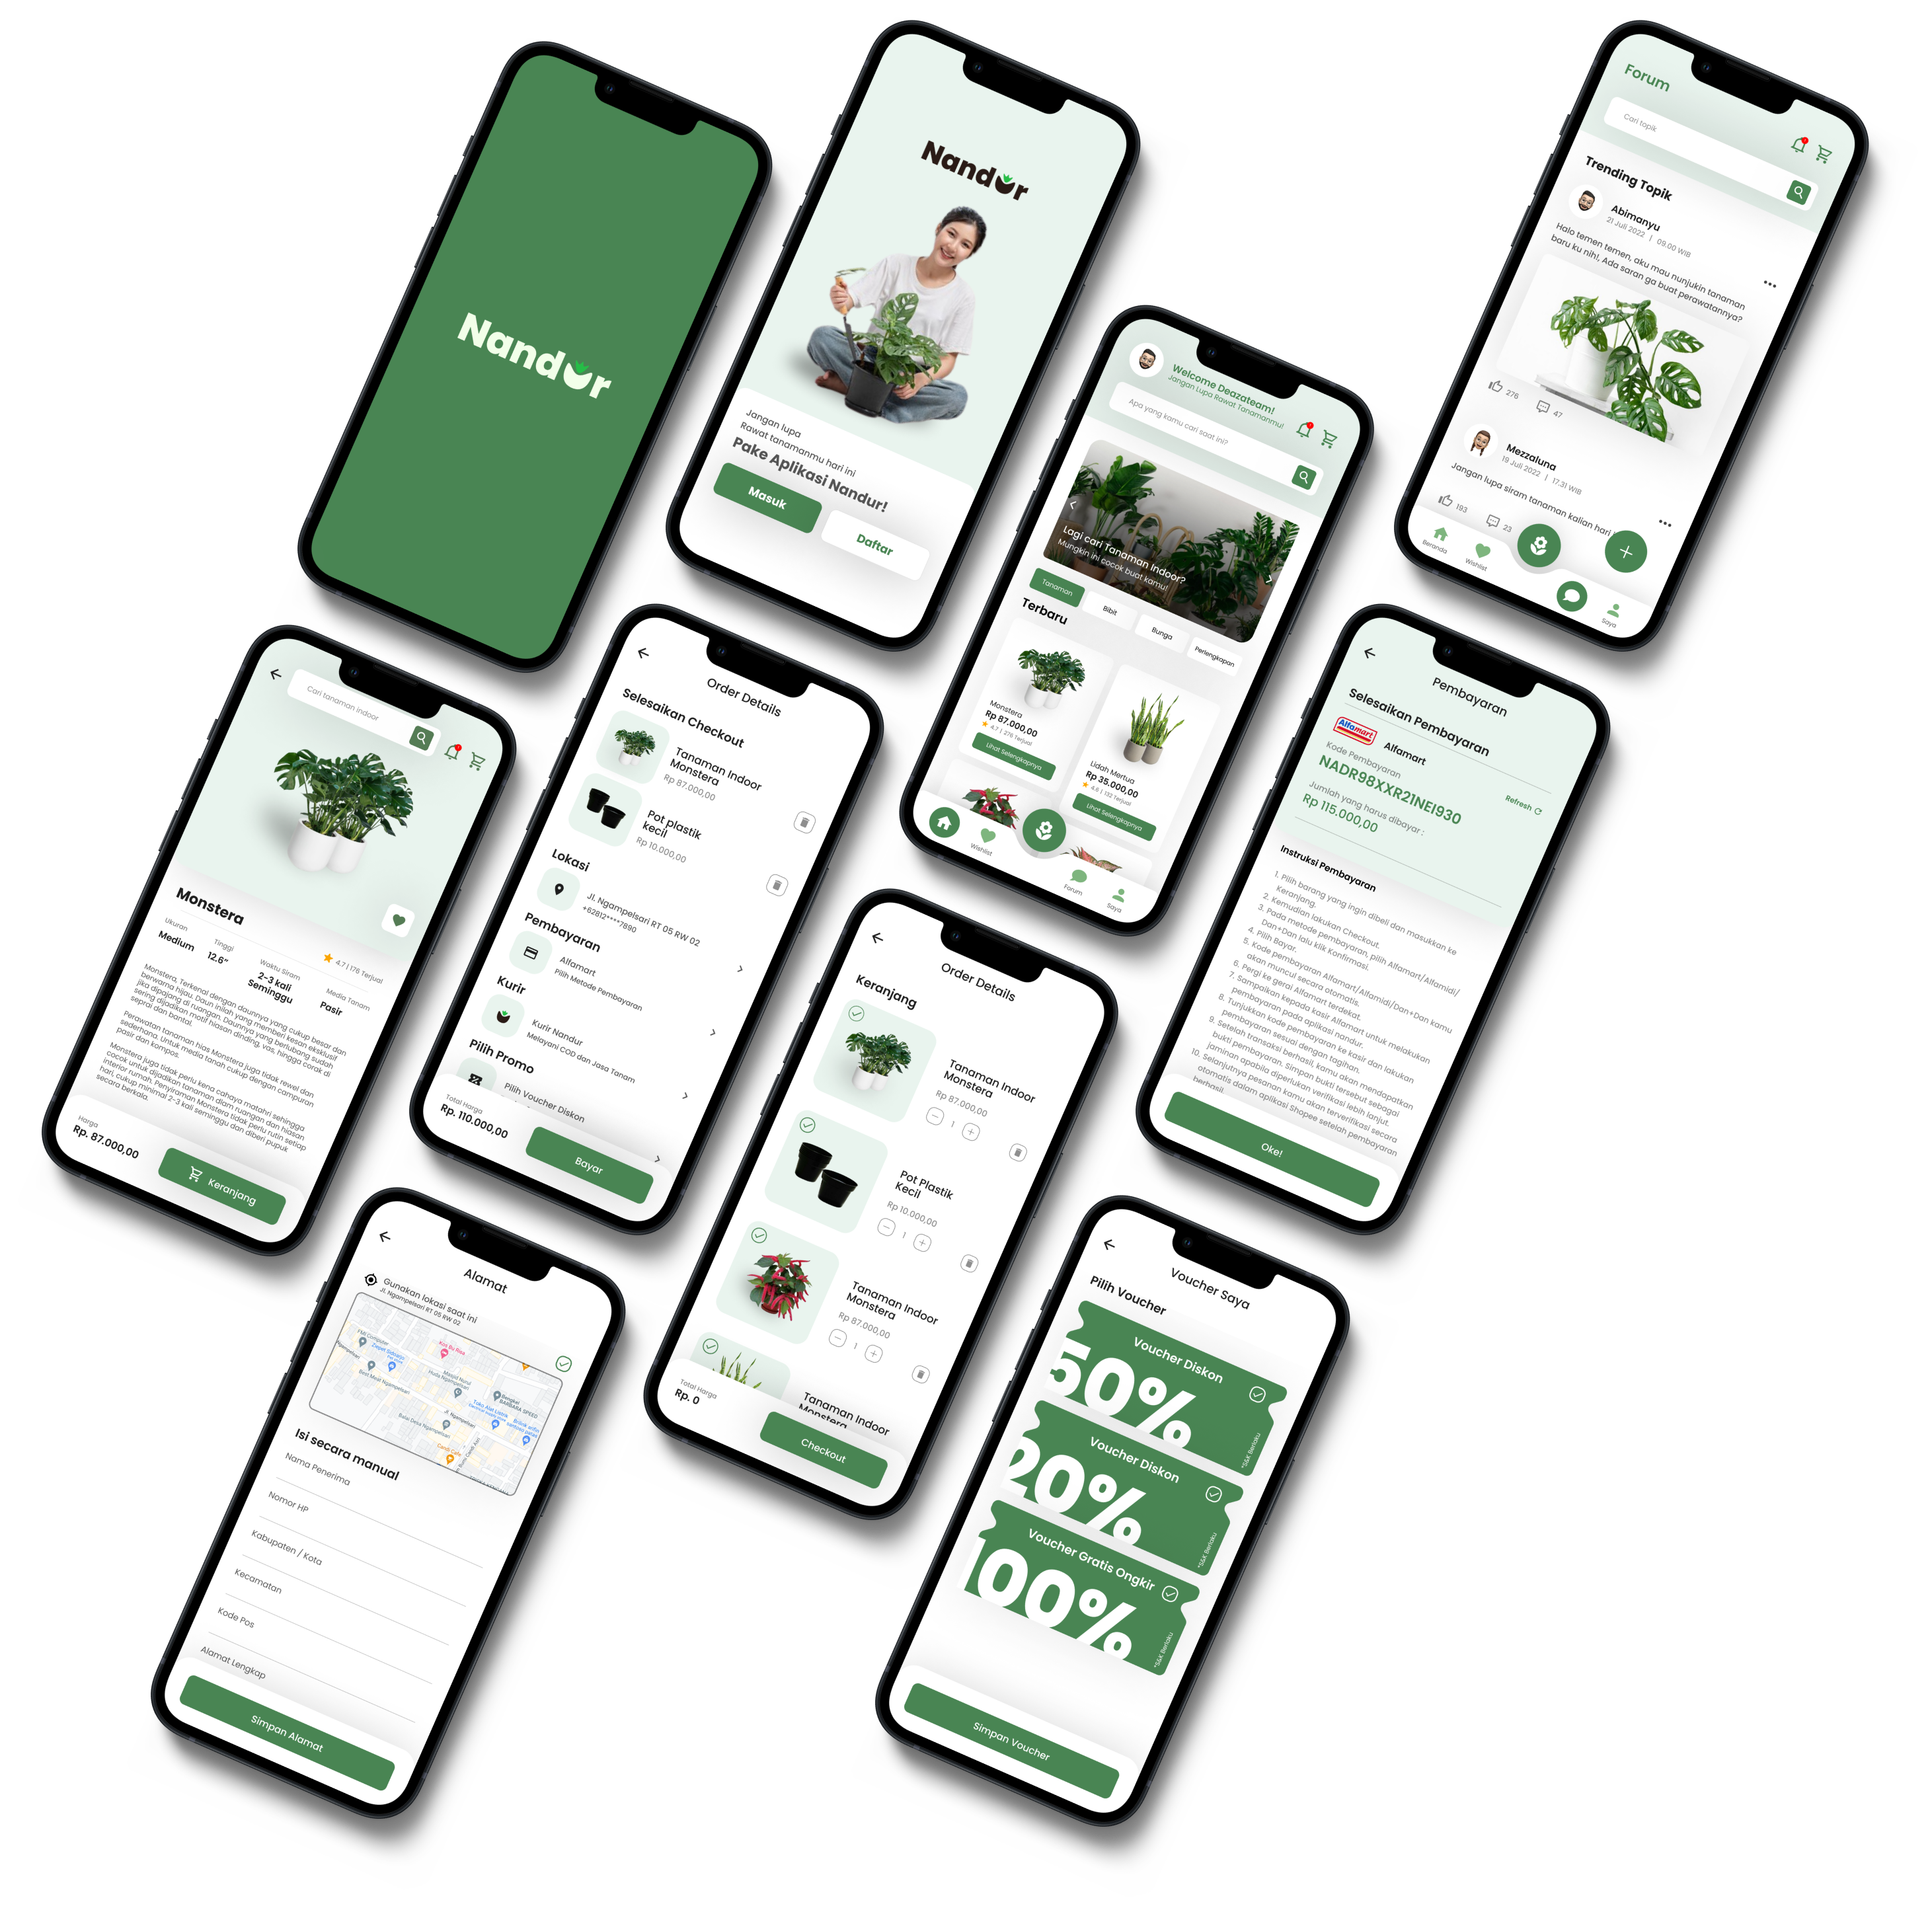 Nandur
Nandur
Jangan lupa
Rawat tanamanmu hari ini
Pake Aplikasi Nandur!
Masuk
Daftar
Welcome Deazateam!
Jangan Lupa Rawat Tanamanmu!
Apa yang kamu cari saat ini?
Lagi cari Tanaman Indoor?
Mungkin ini cocok buat kamu!
Tanaman
Bibit
Bunga
Perlengkapan
Terbaru
Monstera
Rp 87.000,00
4.7 | 276 Terjual
Lihat Selengkapnya
Lidah Mertua
Rp 35.000,00
4.8 | 132 Terjual
Lihat Selengkapnya
Wishlist
Forum
Saya
Forum
Cari topik
Trending Topik
Abimanyu
21 Juli 2022 | 09.00 WIB
Halo temen temen, aku mau nunjukin tanaman
baru ku nih!, Ada saran ga buat perawatannya?
276
47
Mezzaluna
19 Juli 2022 | 17.31 WIB
Jangan lupa siram tanaman kalian hari
193
23
Beranda
Wishlist
Saya
Cari tanaman indoor
Monstera
4.7 | 176 Terjual
Ukuran
Medium
Tinggi
12.6"
Waktu Siram
2-3 kali
Seminggu
Media Tanam
Pasir
Monstera, Terkenal dengan daunnya yang cukup besar dan
berwarna hijau. Daun inilah yang memberi kesan eksklusif
jika dipajang di ruangan. Daunnya yang berlubang sudah
sering dijadikan motif hiasan dinding, vas, hingga corak di
seprai dan bantal.
Perawatan tanaman hias Monstera juga tidak rewel dan
sederhana. Untuk media tanah cukup dengan campuran
pasir dan kompos.
Monstera juga tidak perlu kena cahaya matahri sehingga
cocok untuk dijadikan tanaman dlam ruangan dan hiasan
interior rumah. Penyiraman Monstera tidak perlu rutin setiap
hari, cukup minimal 2-3 kali seminggu dan diberi pupuk
secara berkala.
Harga
Rp. 87.000,00
Keranjang
Order Details
Selesaikan Checkout
Tanaman Indoor
Monstera
Rp 87.000,00
Pot plastik
kecil
Rp 10.000,00
Lokasi
Jl. Ngampelsari RT 05 RW 02
+62812****7890
Pembayaran
Alfamart
Pilih Metode Pembayaran
Kurir
Kurir Nandur
Melayani COD dan Jasa Tanam
Pilih Promo
Pilih Voucher Diskon
Total Harga
Rp. 110.000,00
Bayar
Order Details
Keranjang
Tanaman Indoor
Monstera
Rp 87.000,00
1
Pot Plastik
Kecil
Rp 10.000,00
1
Tanaman Indoor
Monstera
Rp 87.000,00
1
Tanaman Indoor
Monstera
Total Harga
Rp. 0
Checkout
Pembayaran
Selesaikan Pembayaran
Alfamart
Alfamart
Kode Pembayaran
NADR98XXR21NEI930
Refresh
Jumlah yang harus dibayar :
Rp 115.000,00
Instruksi Pembayaran
1. Pilih barang yang ingin dibeli dan masukkan ke
Keranjang.
2. Kemudian lakukan Checkout.
3. Pada metode pembayaran, pilih Alfamart/Alfamidi/
Dan+Dan lalu klik Konfirmasi.
4. Pilih Bayar.
5. Kode pembayaran Alfamart/Alfamidi/Dan+Dan kamu
akan muncul secara otomatis.
6. Pergi ke gerai Alfamart terdekat.
7. Sampaikan kepada kasir Alfamart untuk melakukan
pembayaran pada aplikasi nandur.
8. Tunjukkan kode pembayaran ke kasir dan lakukan
pembayaran sesuai dengan tagihan.
9. Setelah transaksi berhasil, kamu akan mendapatkan
bukti pembayaran. Simpan bukti tersebut sebagai
jaminan apabila diperlukan verifikasi lebih lanjut.
10. Selanjutnya pesanan kamu akan terverifikasi secara
otomatis dalam aplikasi Shopee setelah pembayaran
berhasil.
Oke!
Alamat
Gunakan lokasi saat ini
Jl. Ngampelsari RT 05 RW 02
Isi secara manual
Nama Penerima
Nomor HP
Kabupaten / Kota
Kecamatan
Kode Pos
Alamat Lengkap
Simpan Alamat
Voucher Saya
Pilih Voucher
Voucher Diskon
50%
*S&K Berlaku
Voucher Diskon
20%
*S&K Berlaku
Voucher Gratis Ongkir
100%
*S&K Berlaku
Simpan Voucher